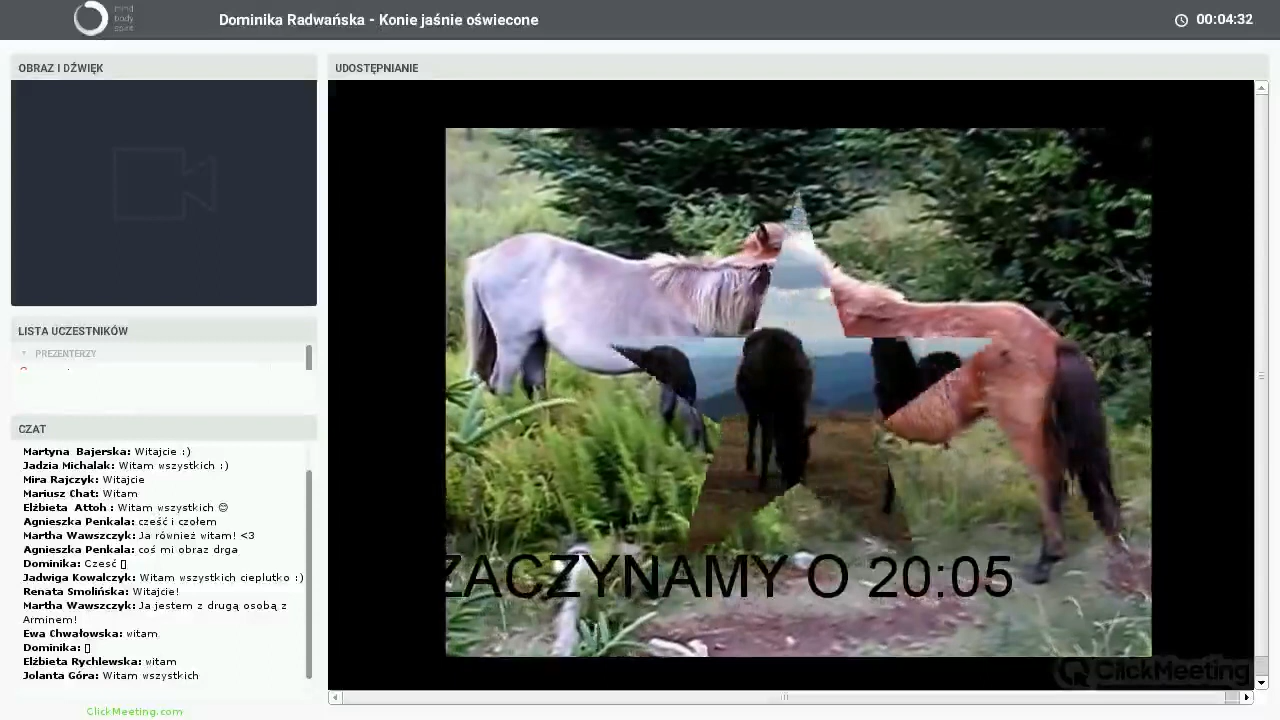 mind
body
spirit
Dominika Radwańska - Konie jaśnie oświecone
00:04:32
OBRAZ I DŹWIĘK
UDOSTĘPNIANIE
LISTA UCZESTNIKÓW
PREZENTERZY
CZAT
Martyna Bajerska: Witajcie :)
Jadzia Michalak: Witam wszystkich :)
Mira Rajczyk: Witajcie
Mariusz Chat: Witam
Elżbieta Attoh : Witam wszystkich 😊
Agnieszka Penkala: cześć i czołem
Martha Wawszczyk: Ja również witam! <3
Agnieszka Penkala: coś mi obraz drga
Dominika: Czesć
Jadwiga Kowalczyk: Witam wszystkich cieplutko :)
Renata Smolińska: Witajcie!
Martha Wawszczyk: Ja jestem z drugą osobą z
Arminem!
Ewa Chwałowska: witam
Dominika:
Elżbieta Rychlewska: witam
Jolanta Góra: Witam wszystkich
ClickMeeting.com
ZACZYNAMY O 20:05
ClickMeeting